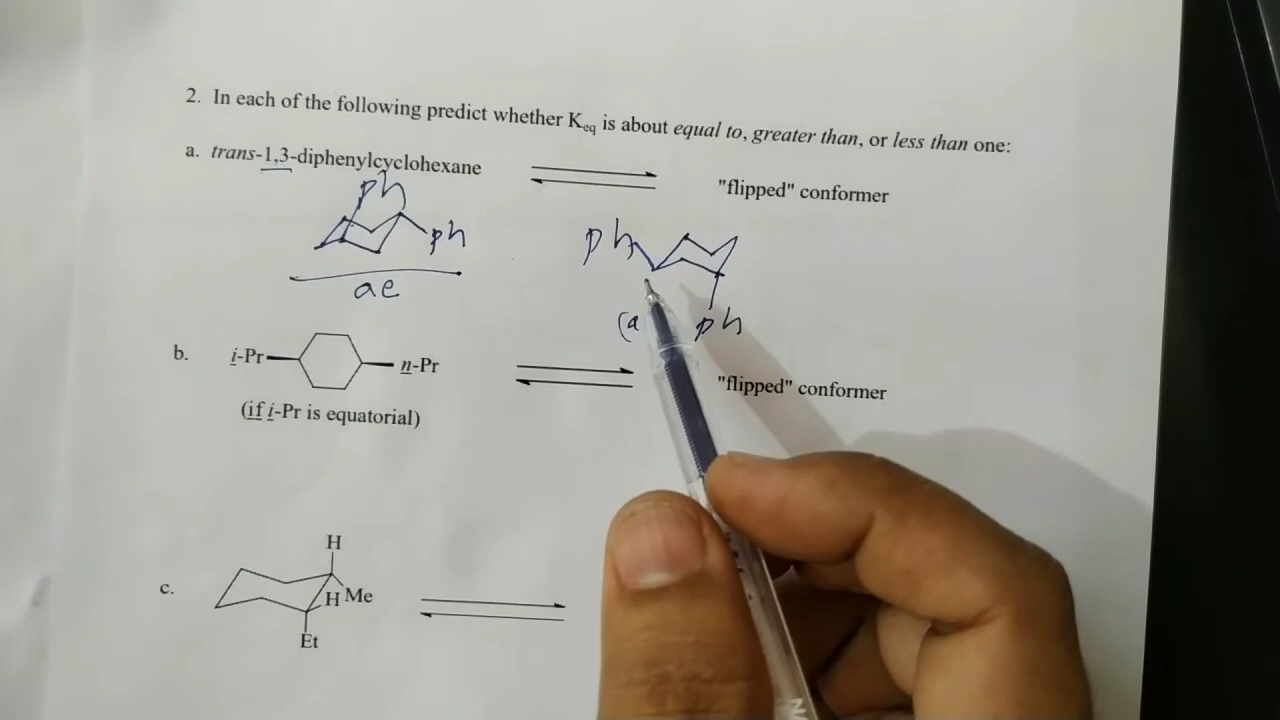 2. In each of the following predict whether Keq is about equal to, greater than, or less than one:
a. trans-1,3-diphenylcyclohexane
"flipped" conformer
ph
ph
ae
ph
(a
ph
b. i-Pr n-Pr
"flipped" conformer
(if i-Pr is equatorial)
c.
H
H Me
Et